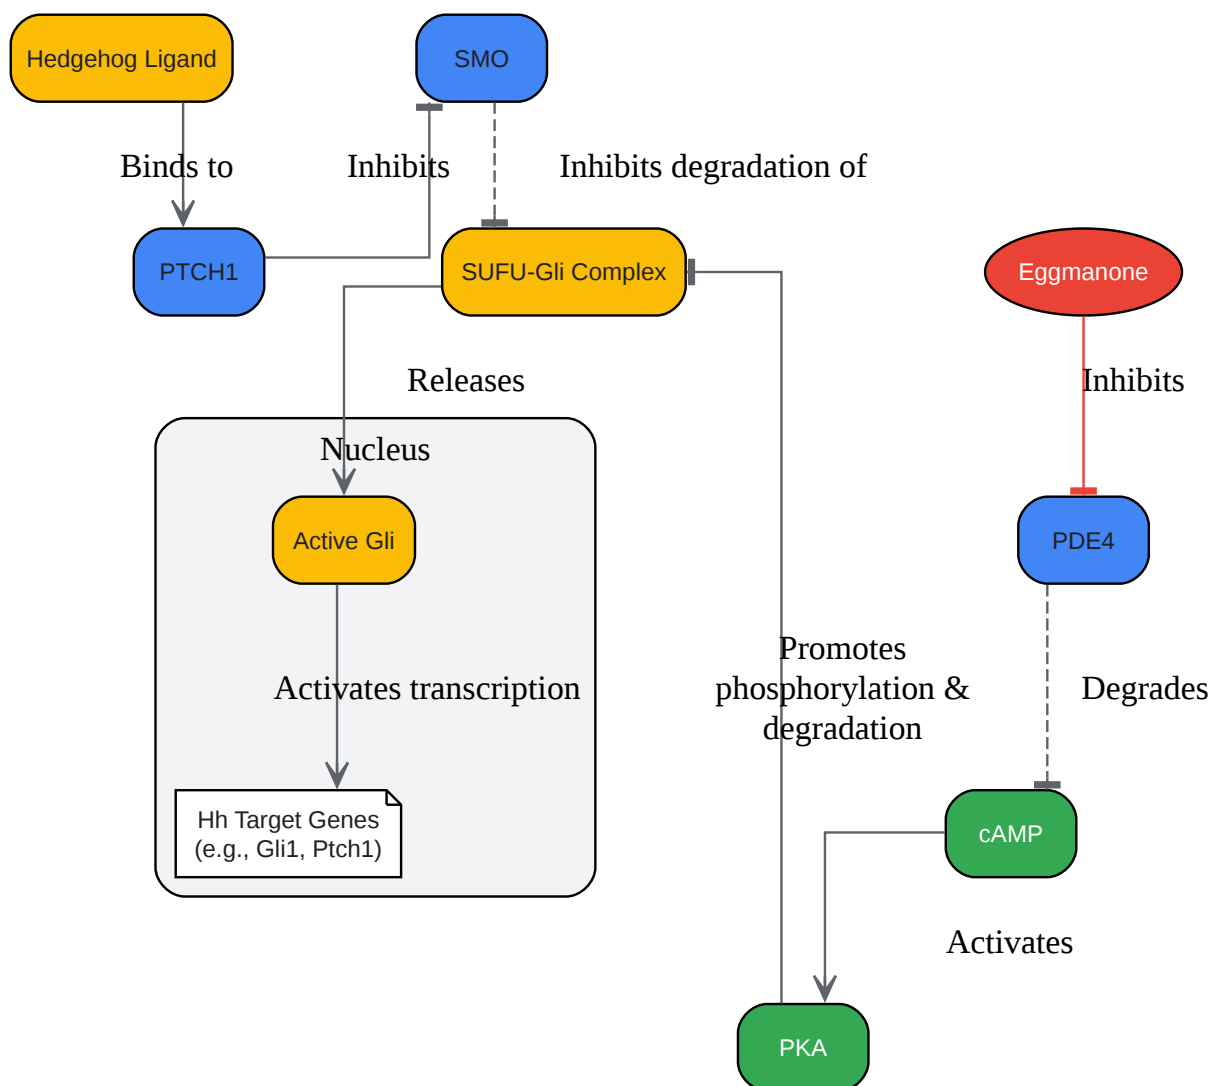 Hedgehog Ligand
SMO
Binds to
Inhibits
Inhibits degradation of
PTCH1
SUFU-Gli Complex
Eggmanone
Releases
Inhibits
Nucleus
Active Gli
PDE4
Promotes
phosphorylation &
degradation
Activates transcription
Degrades
Hh Target Genes
(e.g., Gli1, Ptch1)
cAMP
Activates
PKA